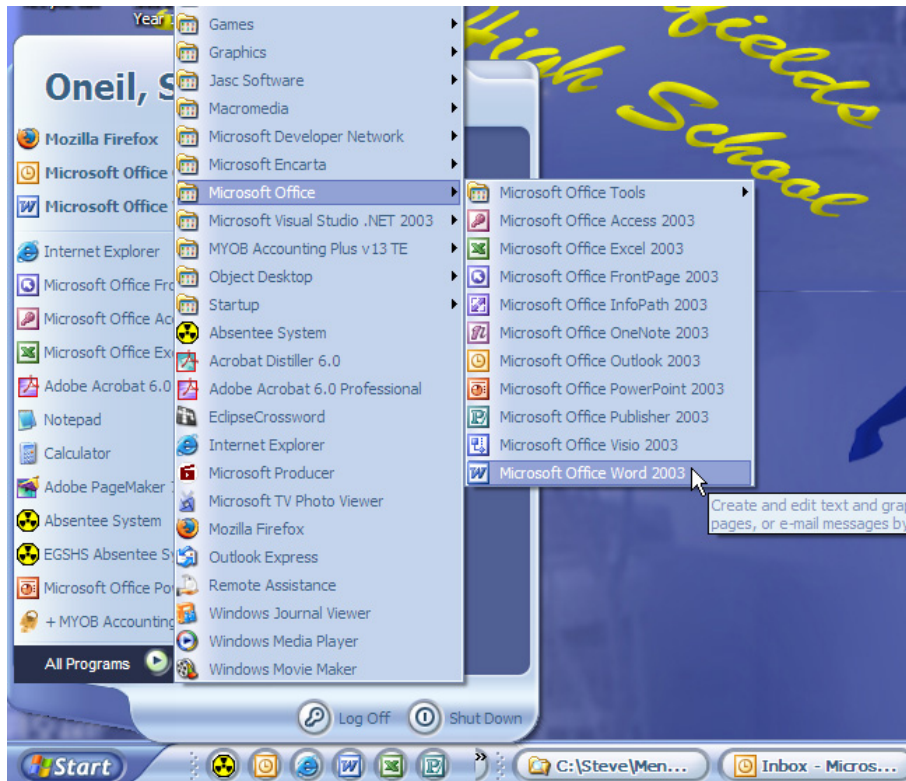 Year
Oneil, S
Mozilla Firefox
Microsoft Office
Microsoft Office
Internet Explorer
Microsoft Office Fro
Microsoft Office Acc
Microsoft Office Exc
Adobe Acrobat 6.0
Notepad
Calculator
Adobe PageMaker
Absentee System
EGSHS Absentee Sy
Microsoft Office Pow
+ MYOB Accounting
All Programs
Games
Graphics
Jasc Software
Macromedia
Microsoft Developer Network
Microsoft Encarta
Microsoft Office
Microsoft Visual Studio .NET 2003
MYOB Accounting Plus v13 TE
Object Desktop
Startup
Absentee System
Acrobat Distiller 6.0
Adobe Acrobat 6.0 Professional
EclipseCrossword
Internet Explorer
Microsoft Producer
Microsoft TV Photo Viewer
Mozilla Firefox
Outlook Express
Remote Assistance
Windows Journal Viewer
Windows Media Player
Windows Movie Maker
Microsoft Office Tools
Microsoft Office Access 2003
Microsoft Office Excel 2003
Microsoft Office FrontPage 2003
Microsoft Office InfoPath 2003
Microsoft Office OneNote 2003
Microsoft Office Outlook 2003
Microsoft Office PowerPoint 2003
Microsoft Office Publisher 2003
Microsoft Office Visio 2003
Microsoft Office Word 2003
Create and edit text and grap
pages, or e-mail messages by
fields
High School
Log Off
Shut Down
Start
C:\Steve\Men...
Inbox - Micros...